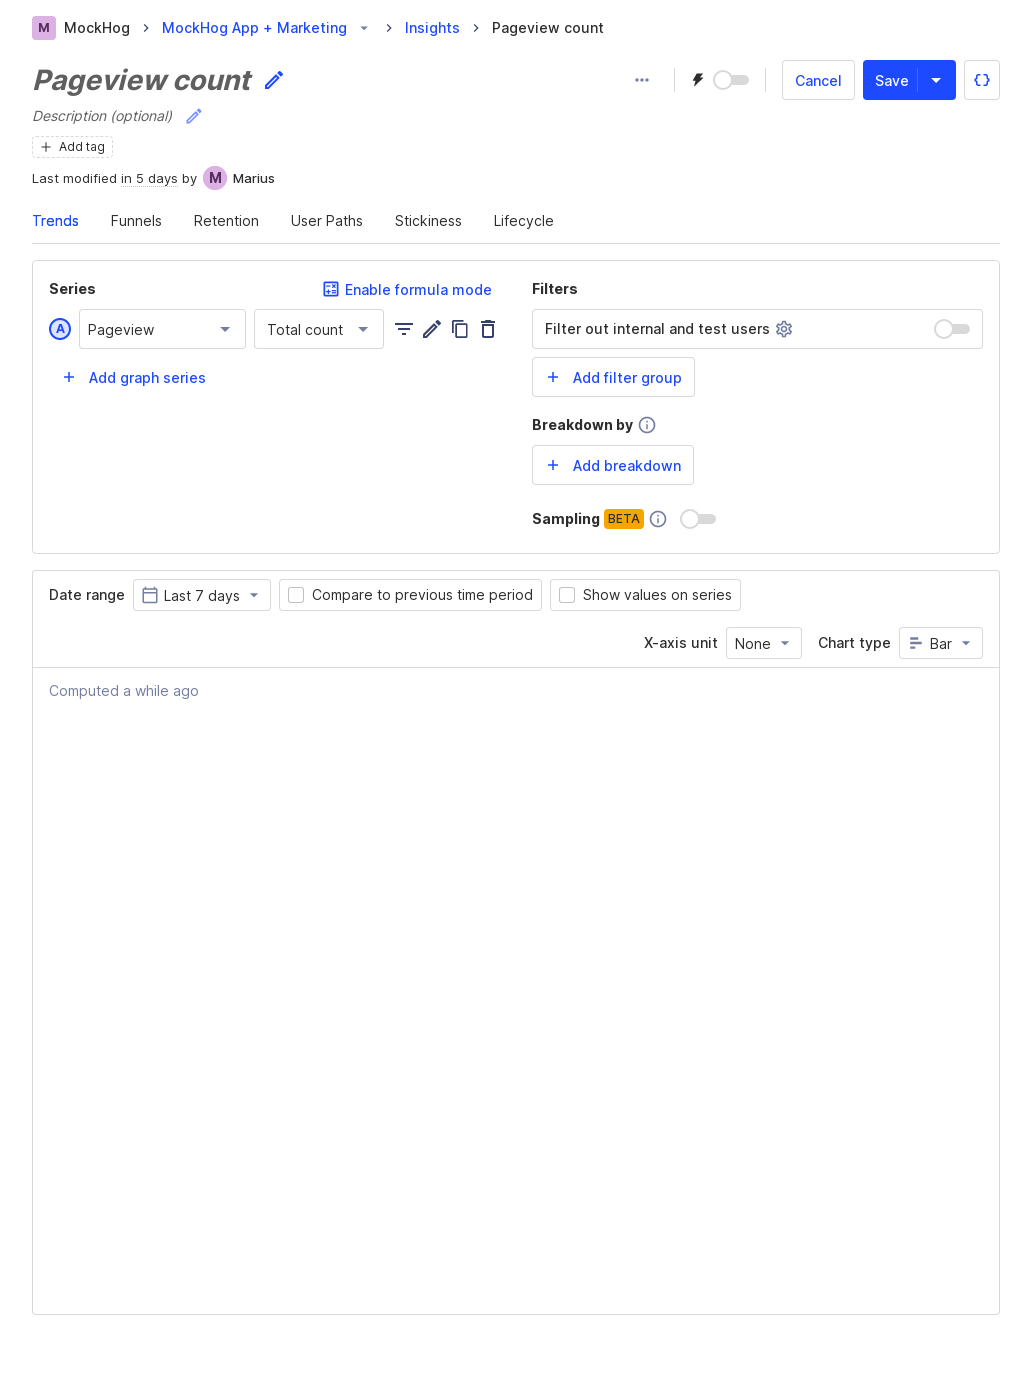 M MockHog > MockHog App + Marketing > Insights > Pageview count
Pageview count
Cancel Save
Description (optional)
Add tag
Last modified in 5 days by M Marius
Trends Funnels Retention User Paths Stickiness Lifecycle
Series Enable formula mode
A Pageview Total count
Add graph series
Filters
Filter out internal and test users
Add filter group
Breakdown by
Add breakdown
Sampling BETA
Date range Last 7 days Compare to previous time period Show values on series
X-axis unit None Chart type Bar
Computed a while ago